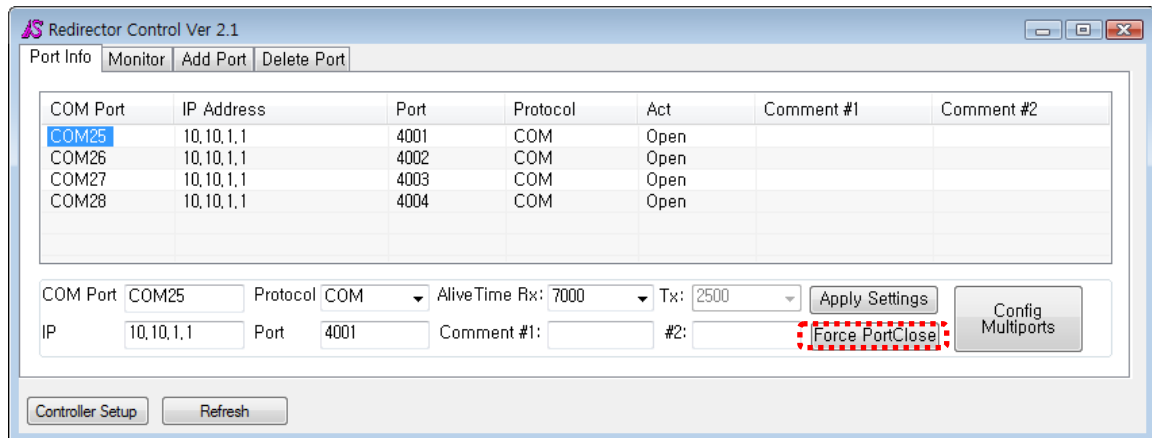 Redirector Control Ver 2.1
Port Info Monitor Add Port Delete Port
COM Port IP Address Port Protocol Act Comment #1 Comment #2
COM25 10,10,1,1 4001 COM Open
COM26 10,10,1,1 4002 COM Open
COM27 10,10,1,1 4003 COM Open
COM28 10,10,1,1 4004 COM Open
COM Port COM25 Protocol COM AliveTime Rx: 7000 Tx: 2500 Apply Settings
Config
Multiports
IP 10,10,1,1 Port 4001 Comment #1: #2: Force PortClose
Controller Setup Refresh